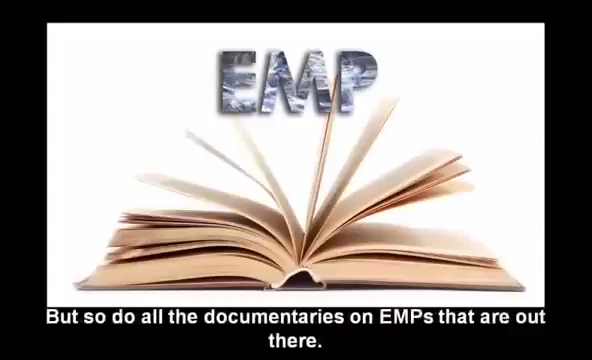 EMP
But so do all the documentaries on EMPs that are out
there.